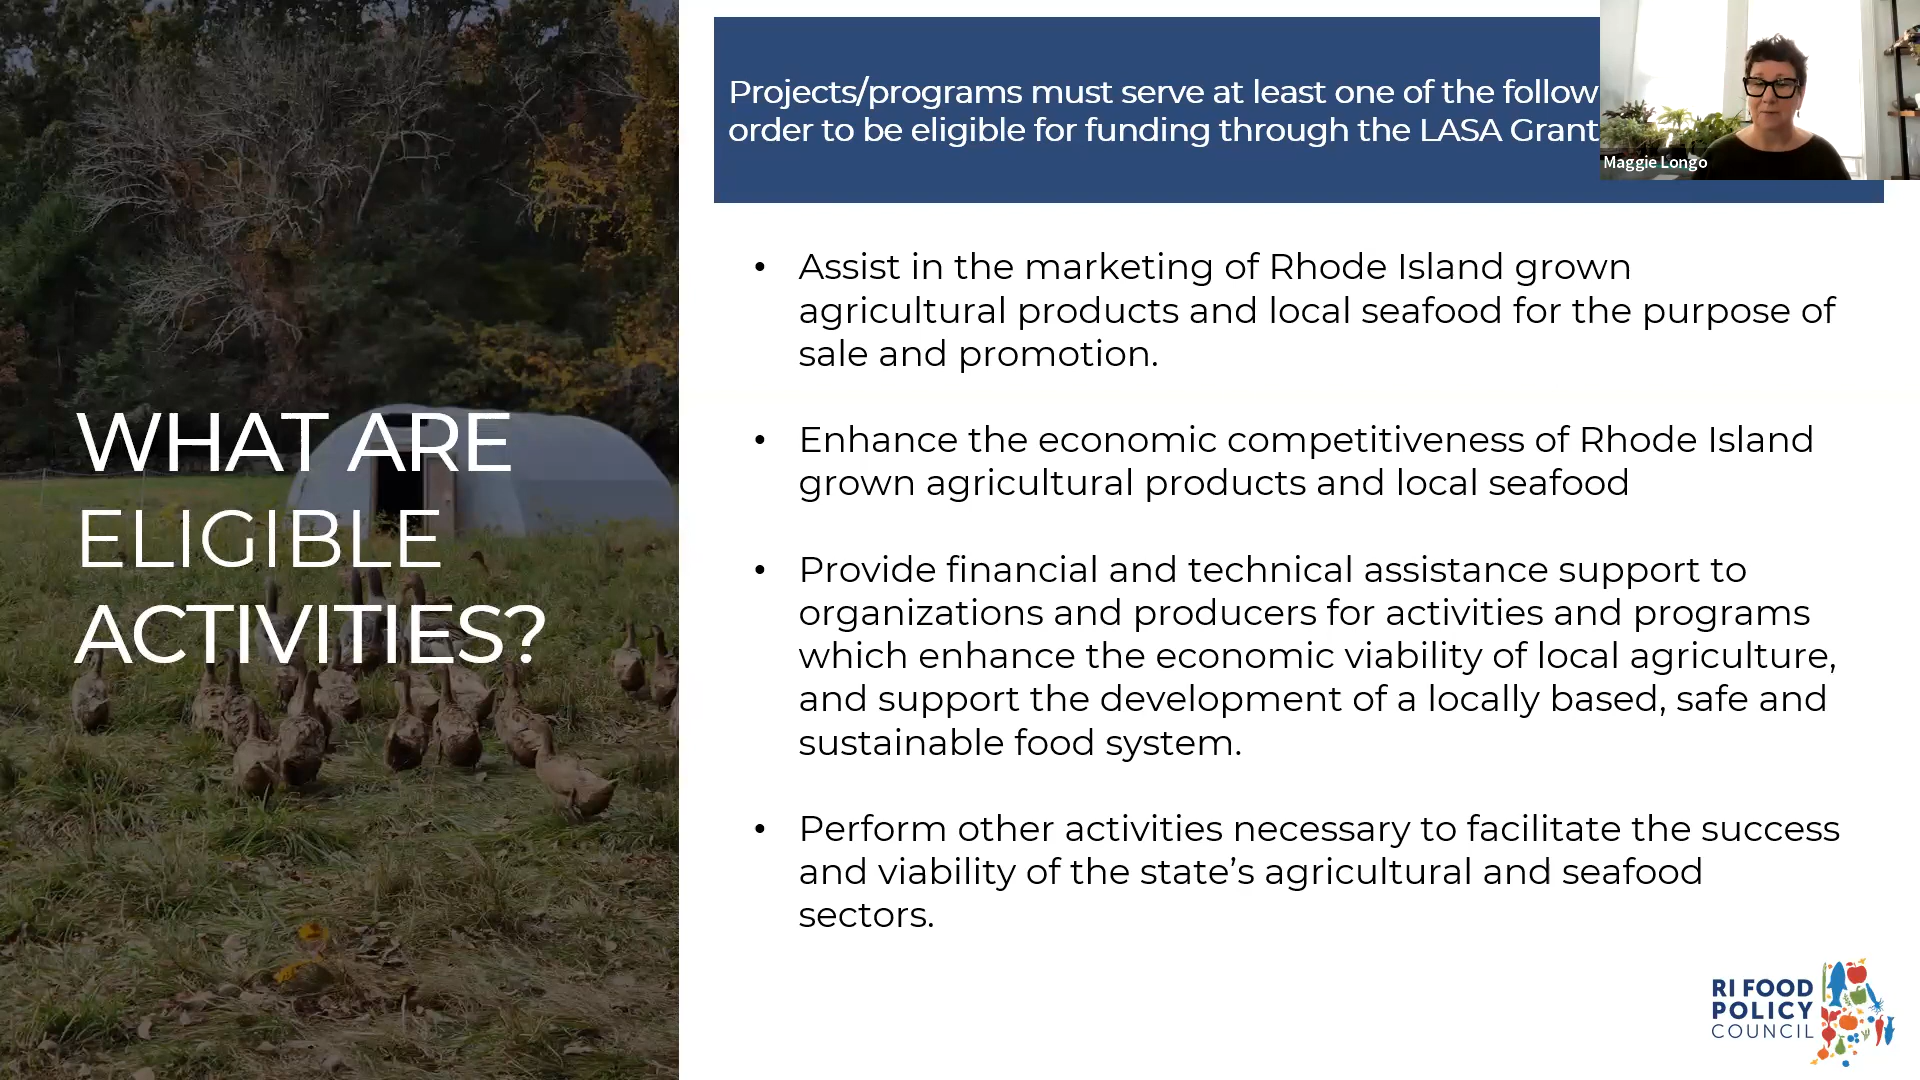 WHAT ARE
ELIGIBLE
ACTIVITIES?
Projects/programs must serve at least one of the follow
order to be eligible for funding through the LASA Grant
Maggie Longo
• Assist in the marketing of Rhode Island grown
agricultural products and local seafood for the purpose of
sale and promotion.
• Enhance the economic competitiveness of Rhode Island
grown agricultural products and local seafood
• Provide financial and technical assistance support to
organizations and producers for activities and programs
which enhance the economic viability of local agriculture,
and support the development of a locally based, safe and
sustainable food system.
• Perform other activities necessary to facilitate the success
and viability of the state’s agricultural and seafood
sectors.
RI FOOD
POLICY
COUNCIL